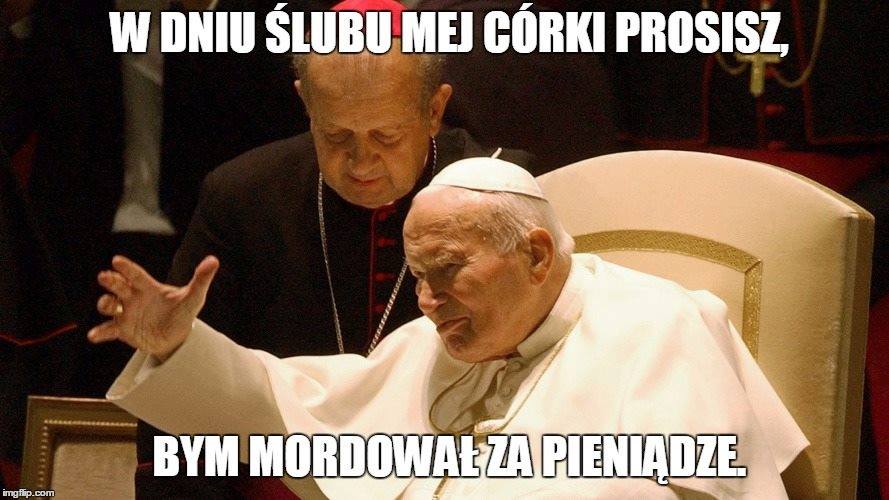 W DNIU ŚLUBU MEJ CÓRKI PROSISZ,
BYM MORDOWAŁ ZA PIENIĄDZE.
imgflip.com